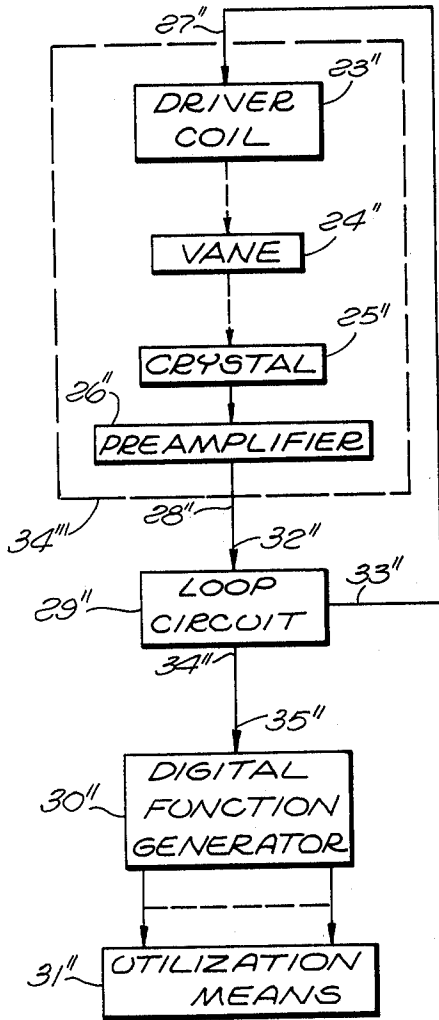 27"
23"
DRIVER
COIL
24"
VANE
25"
CRYSTAL
26"
PREAMPLIFIER
34'''
28"
32"
LOOP
CIRCUIT
29"
33"
34"
35"
DIGITAL
FUNCTION
GENERATOR
30"
UTILIZATION
MEANS
31"